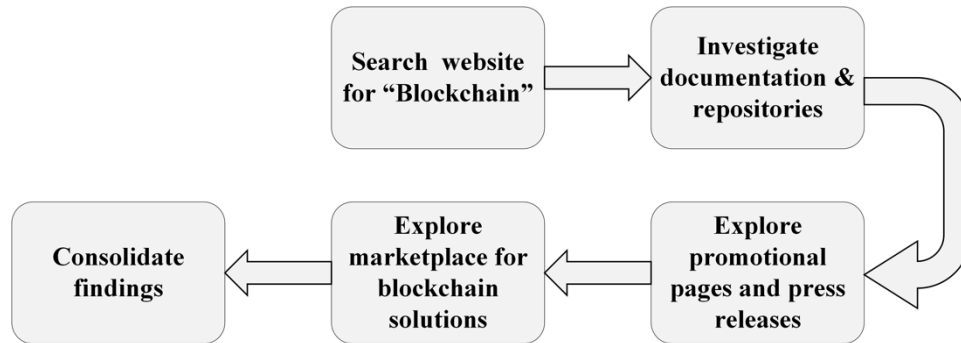 Search website
for “Blockchain”
Investigate
documentation &
repositories
Explore
promotional
pages and press
releases
Explore
marketplace for
blockchain
solutions
Consolidate
findings